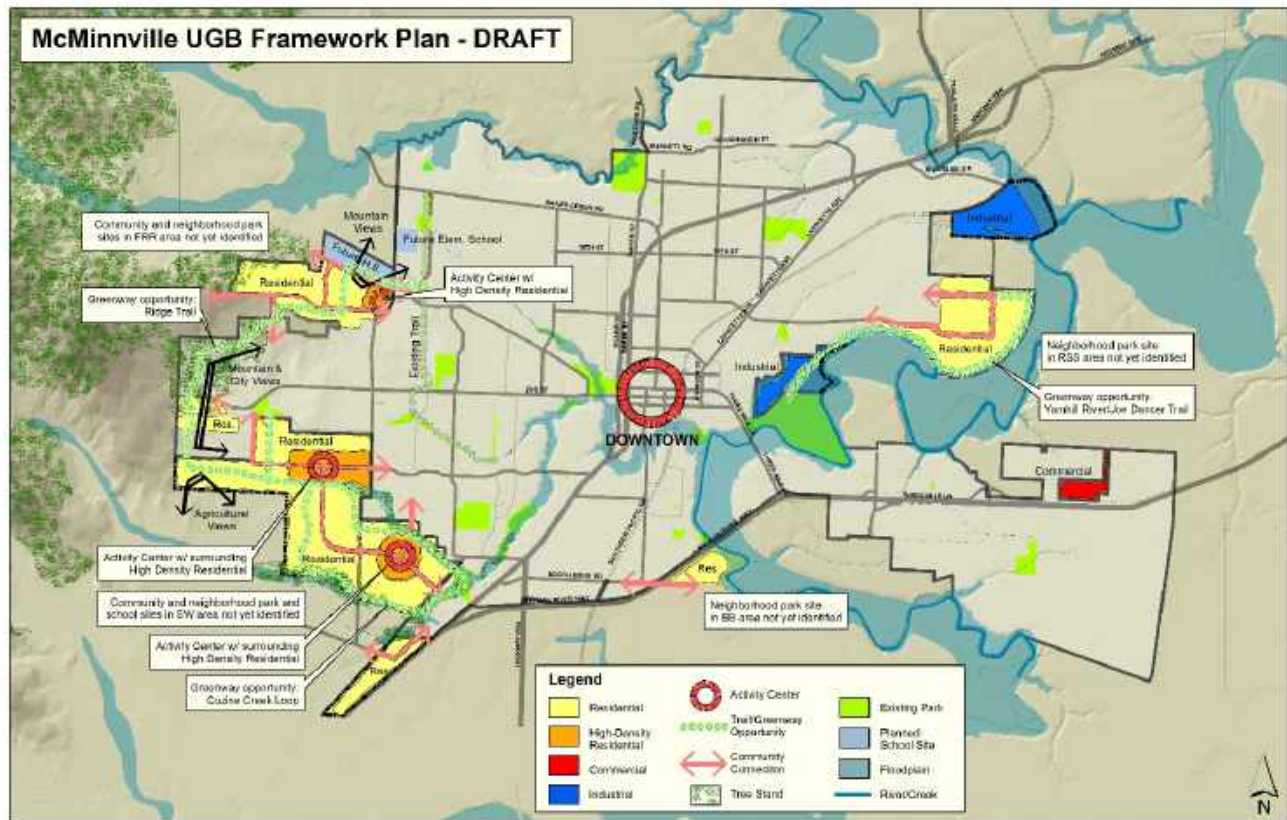 McMinnville UGB Framework Plan - DRAFT
Community and neighborhood park
sites in FRR area not yet identified
Mountain
Views
Future Elem. School
Future H.S.
Residential
Activity Center w/
High Density Residential
Greenway opportunity:
Ridge Trail
Existing Trail
Mountain &
City Views
Res.
Residential
Agricultural
Views
Activity Center w/ surrounding
High Density Residential
Residential
Community and neighborhood park and
school sites in SW area not yet identified
Activity Center w/ surrounding
High Density Residential
Greenway opportunity:
Cozine Creek Loop
Res
DOWNTOWN
Industrial
Industrial
Residential
Neighborhood park site
in RSS area not yet identified
Greenway opportunity:
Yamhill River/Joe Dancer Trail
Commercial
Res
Neighborhood park site
in BB area not yet identified
Legend
Residential
High-Density
Residential
Commercial
Industrial
Activity Center
Trail/Greenway
Opportunity
Community
Connection
Tree Stand
Existing Park
Planned
School Site
Floodplain
River/Creek
N